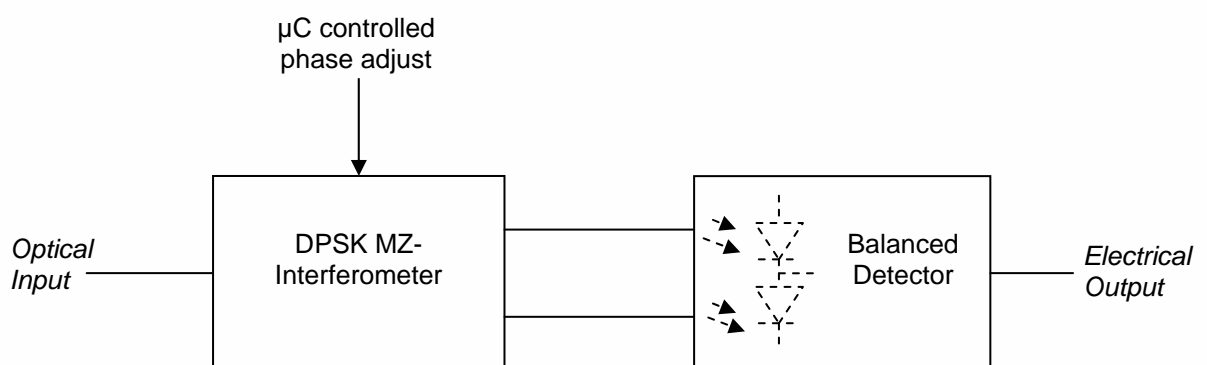 µC controlled
phase adjust
Optical
Input
DPSK MZ-
Interferometer
Balanced
Detector
Electrical
Output